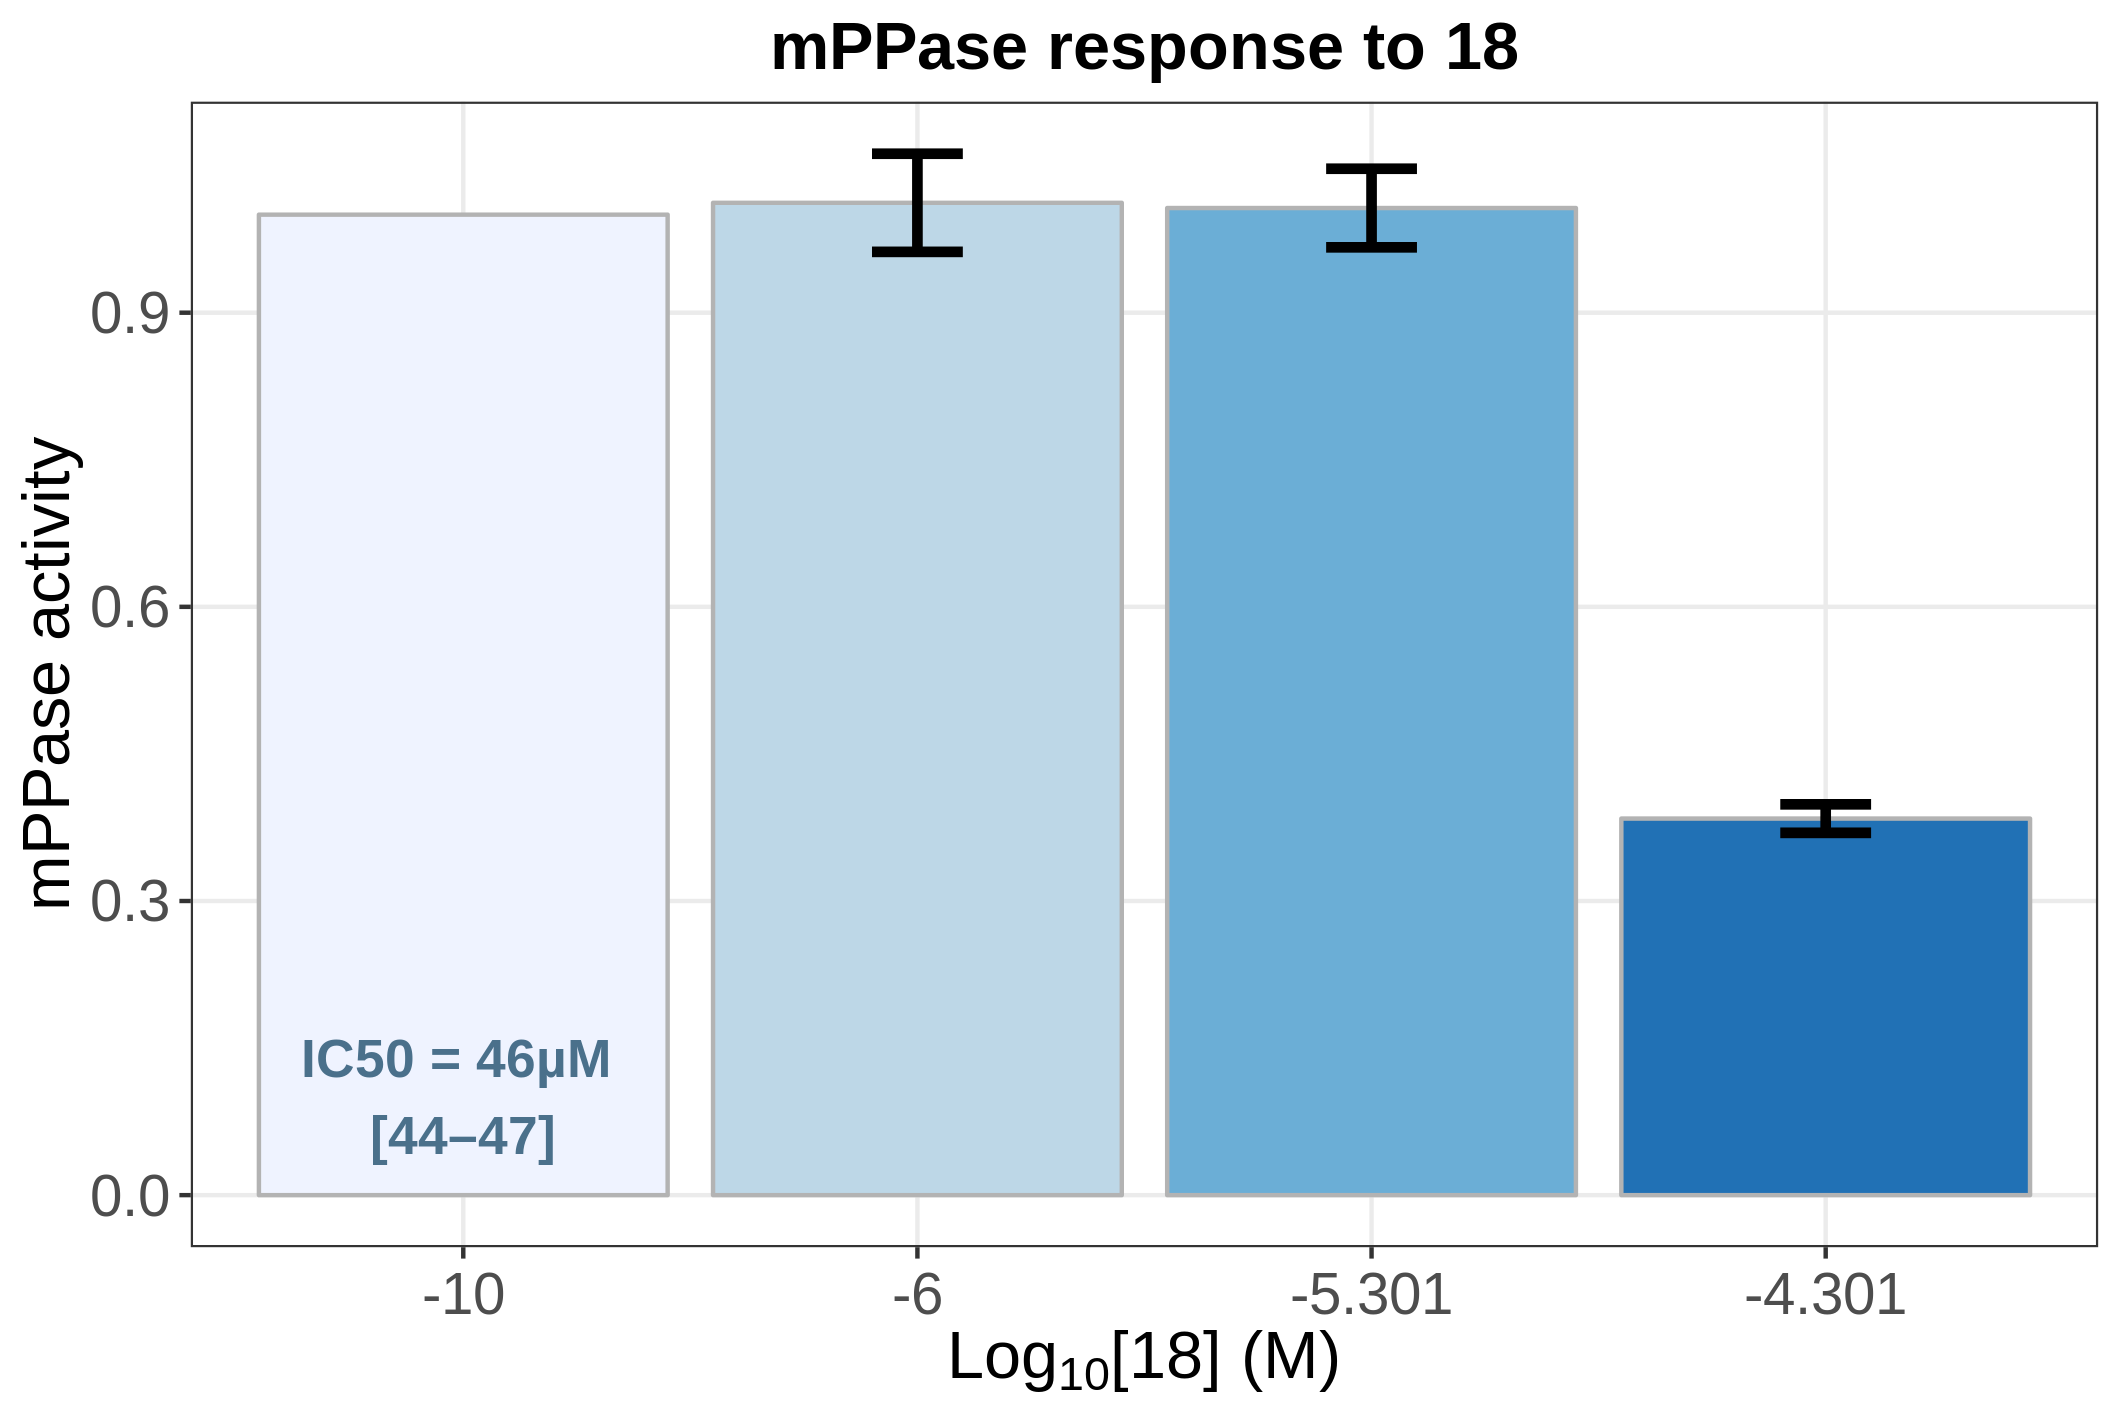 mPPase response to 18
mPPase activity
0.9
0.6
0.3
0.0
IC50 = 46µM
[44–47]
-10
-6
-5.301
-4.301
Log₁₀[18] (M)